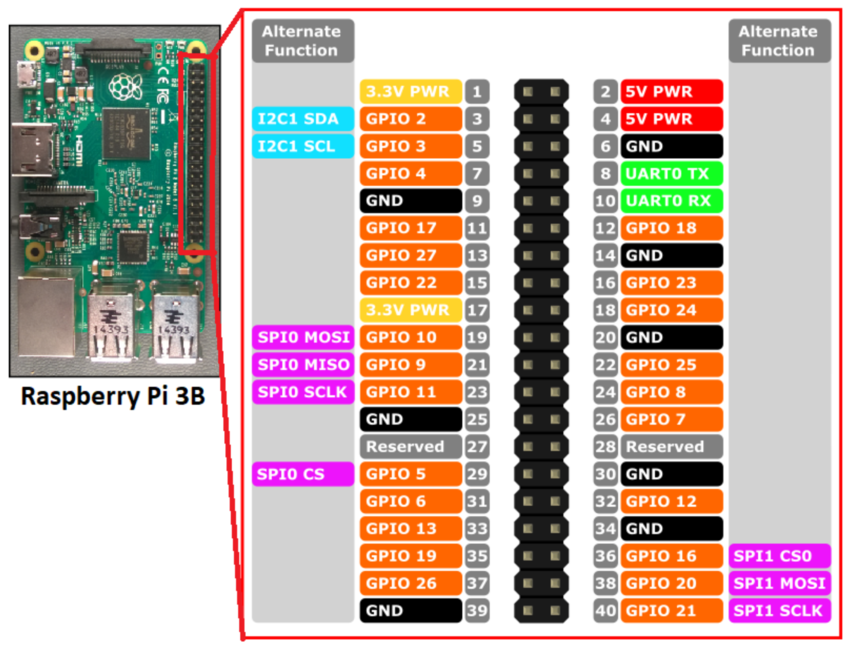 Alternate
Function
Alternate
Function
3.3V PWR 1 2 5V PWR
I2C1 SDA GPIO 2 3 4 5V PWR
I2C1 SCL GPIO 3 5 6 GND
GPIO 4 7 8 UART0 TX
GND 9 10 UART0 RX
GPIO 17 11 12 GPIO 18
GPIO 27 13 14 GND
GPIO 22 15 16 GPIO 23
3.3V PWR 17 18 GPIO 24
SPI0 MOSI GPIO 10 19 20 GND
SPI0 MISO GPIO 9 21 22 GPIO 25
SPI0 SCLK GPIO 11 23 24 GPIO 8
GND 25 26 GPIO 7
Reserved 27 28 Reserved
SPI0 CS GPIO 5 29 30 GND
GPIO 6 31 32 GPIO 12
GPIO 13 33 34 GND
GPIO 19 35 36 GPIO 16 SPI1 CS0
GPIO 26 37 38 GPIO 20 SPI1 MOSI
GND 39 40 GPIO 21 SPI1 SCLK
HDMI
14393
14393
Raspberry Pi 3B